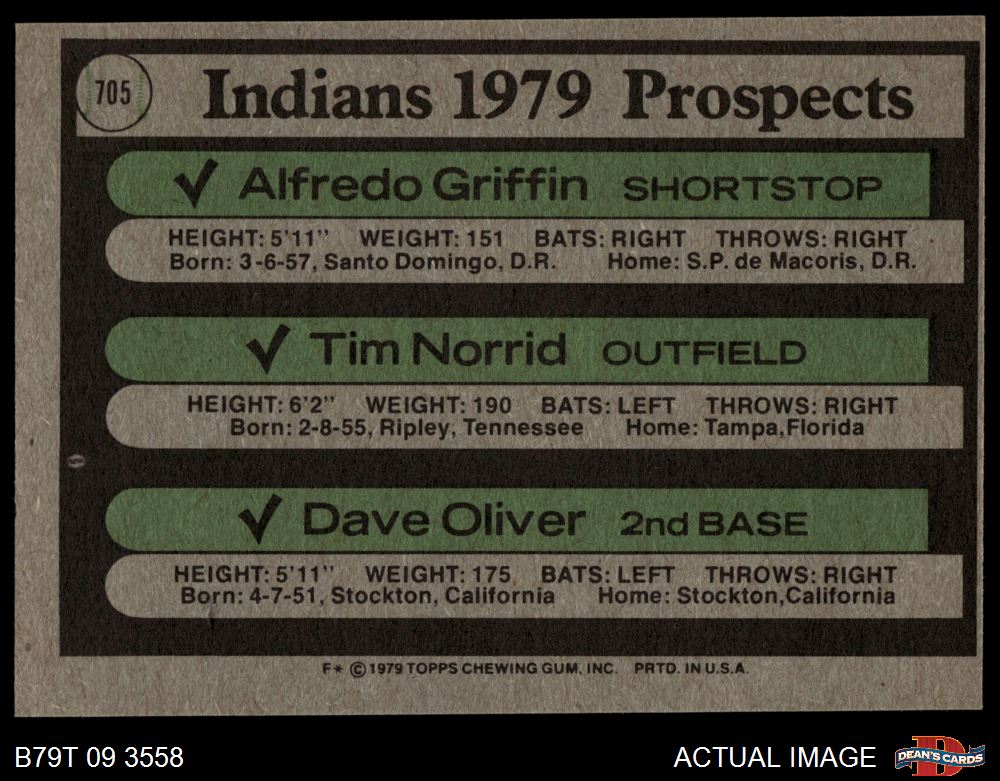 705
Indians 1979 Prospects
✓ Alfredo Griffin SHORTSTOP
HEIGHT: 5'11" WEIGHT: 151 BATS: RIGHT THROWS: RIGHT
Born: 3-6-57, Santo Domingo, D.R. Home: S.P. de Macoris, D.R.
✓ Tim Norrid OUTFIELD
HEIGHT: 6'2" WEIGHT: 190 BATS: LEFT THROWS: RIGHT
Born: 2-8-55, Ripley, Tennessee Home: Tampa,Florida
✓ Dave Oliver 2nd BASE
HEIGHT: 5'11" WEIGHT: 175 BATS: LEFT THROWS: RIGHT
Born: 4-7-51, Stockton, California Home: Stockton,California
F* © 1979 TOPPS CHEWING GUM, INC. PRTD. IN U.S.A.
B79T 09 3558
ACTUAL IMAGE
D
DEAN'S CARDS